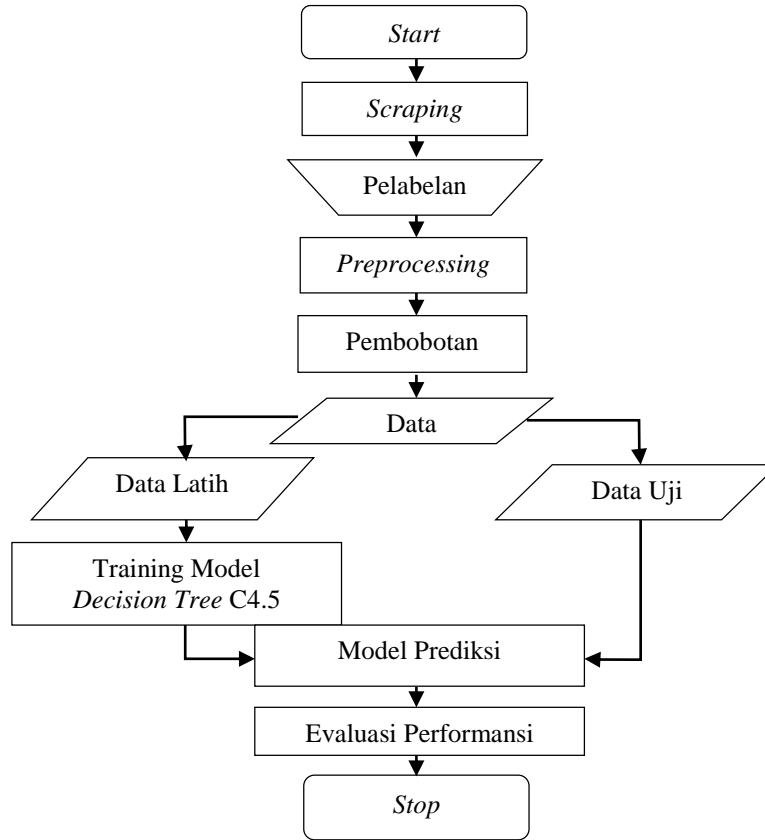 Start
Scraping
Pelabelan
Preprocessing
Pembobotan
Data
Data Latih
Data Uji
Training Model
Decision Tree C4.5
Model Prediksi
Evaluasi Performansi
Stop